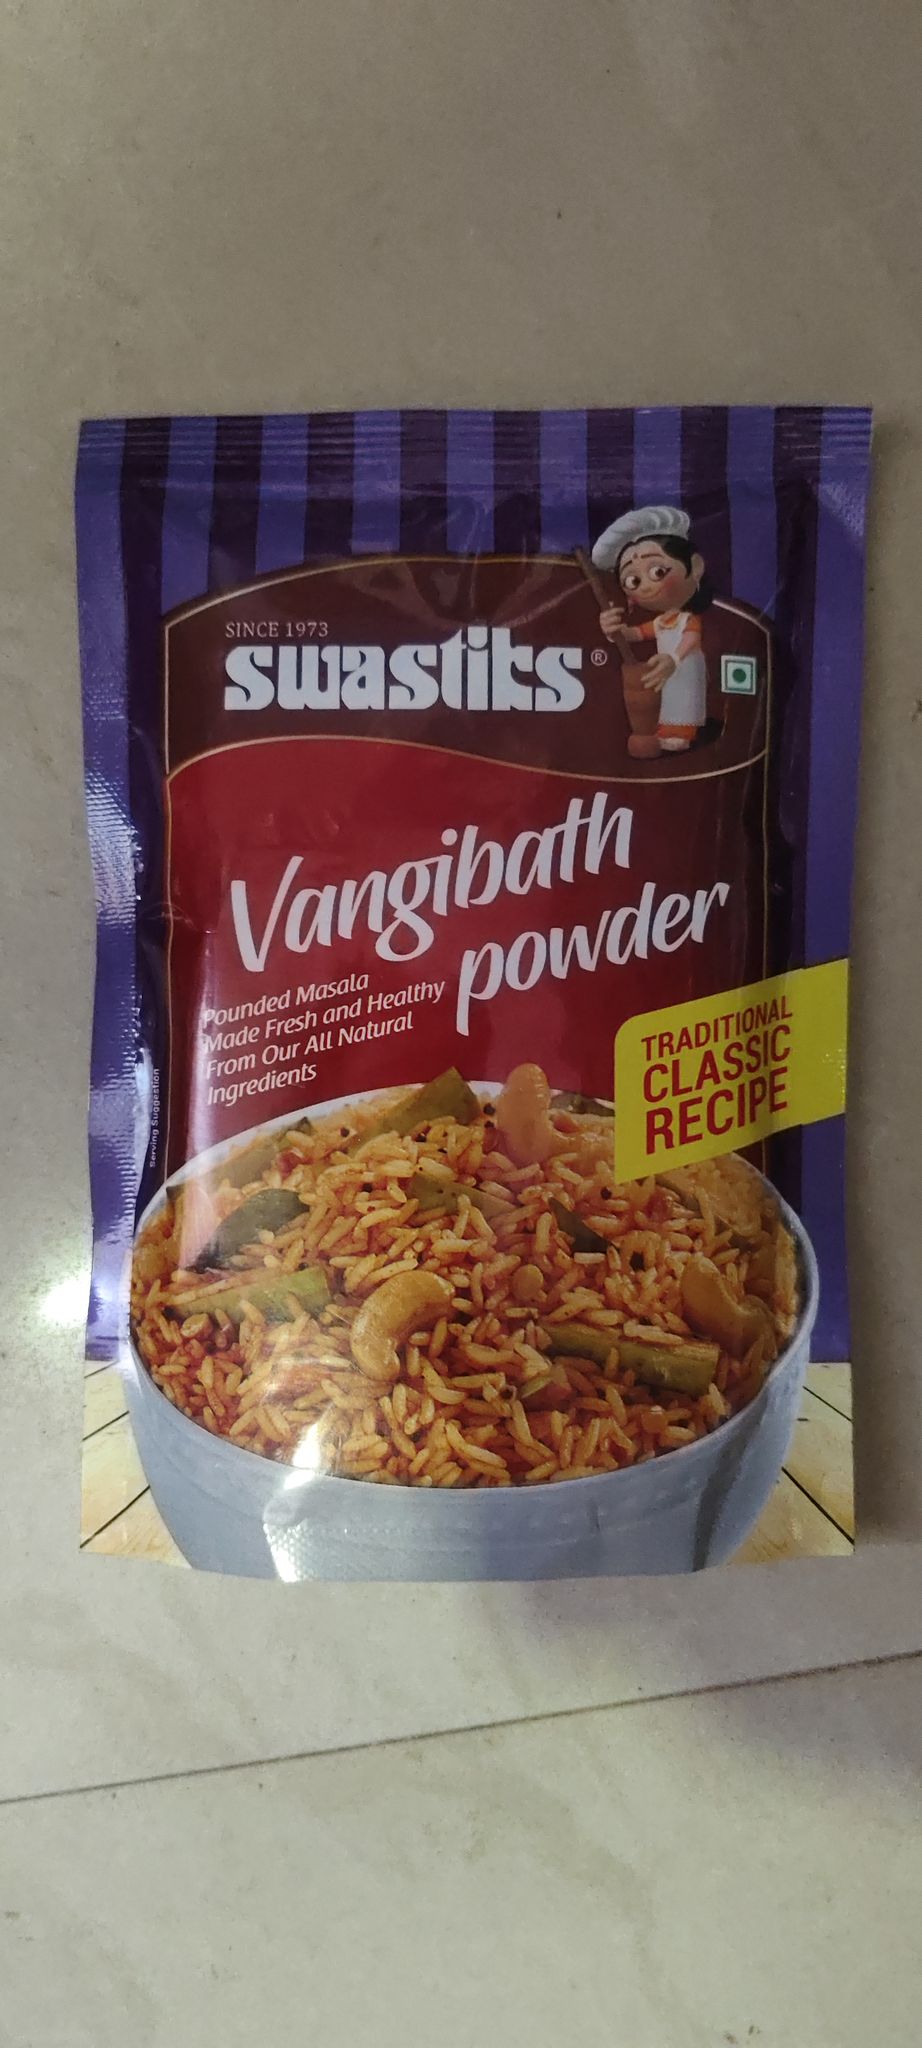 SINCE 1973
swastiks®
Vangibath
powder
Pounded Masala
Made Fresh and Healthy
From Our All Natural
Ingredients
TRADITIONAL
CLASSIC
RECIPE
Serving Suggestion